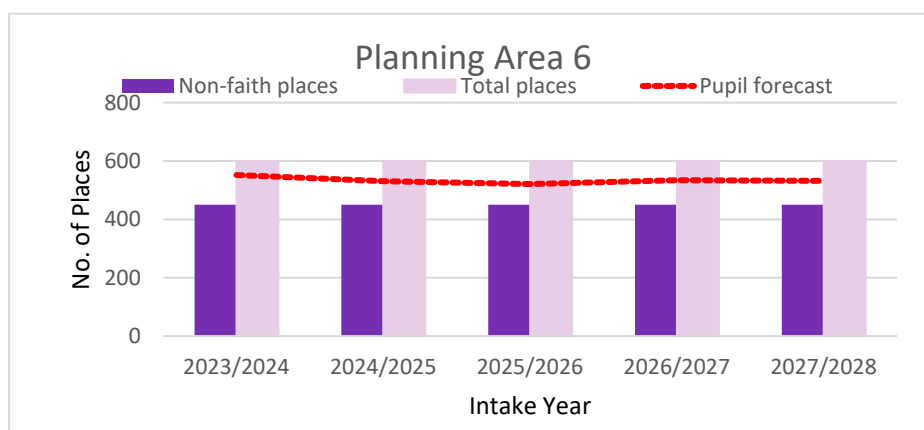 Planning Area 6
Non-faith places Total places Pupil forecast
800
600
400
200
0
No. of Places
2023/2024 2024/2025 2025/2026 2026/2027 2027/2028
Intake Year